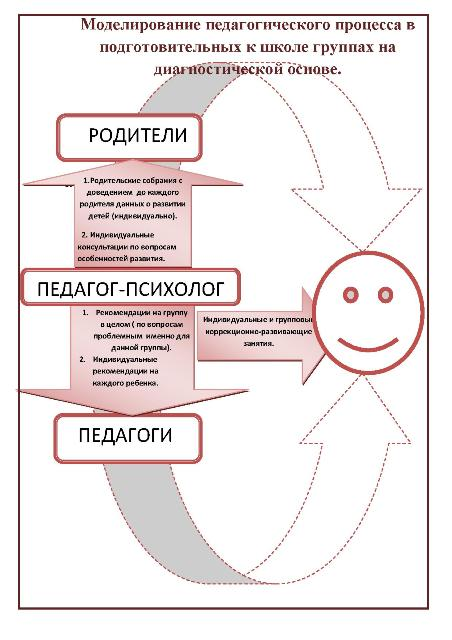 Моделирование педагогического процесса в
подготовительных к школе группах на
диагностической основе.
РОДИТЕЛИ
1.Родительские собрания с
доведением до каждого
родителя данных о развитии
детей (индивидуально).
2. Индивидуальные
консультации по вопросам
особенностей развития.
ПЕДАГОГ-ПСИХОЛОГ
1. Рекомендации на группу
в целом ( по вопросам
проблемным именно для
данной группы).
2. Индивидуальные
рекомендации на
каждого ребенка.
Индивидуальные и групповые
коррекционно-развивающие
занятия.
ПЕДАГОГИ